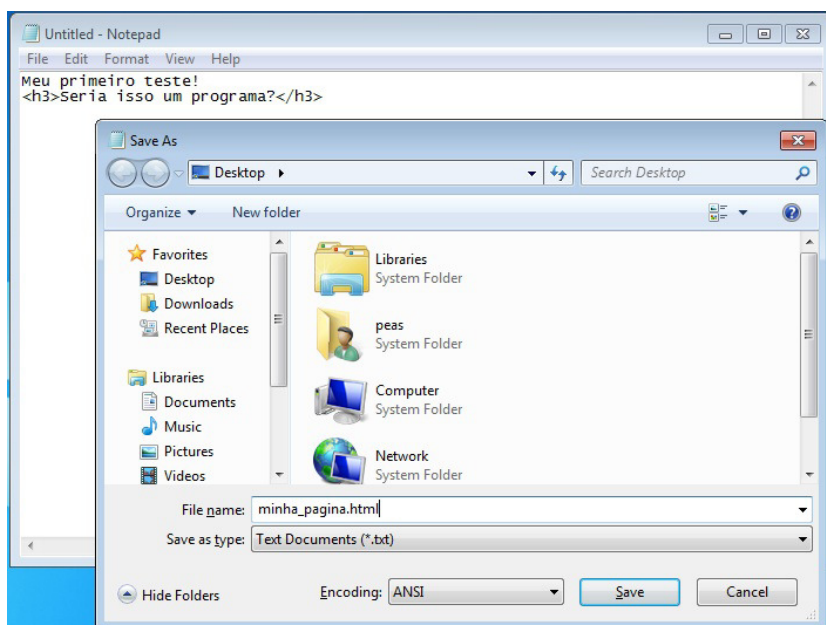 Untitled - Notepad
File Edit Format View Help
Meu primeiro teste!
<h3>Seria isso um programa?</h3>
Save As
Desktop
Search Desktop
Organize
New folder
Favorites
Desktop
Downloads
Recent Places
Libraries
Documents
Music
Pictures
Videos
Libraries
System Folder
peas
System Folder
Computer
System Folder
Network
System Folder
File name: minha_pagina.html
Save as type: Text Documents (*.txt)
Hide Folders
Encoding: ANSI
Save
Cancel